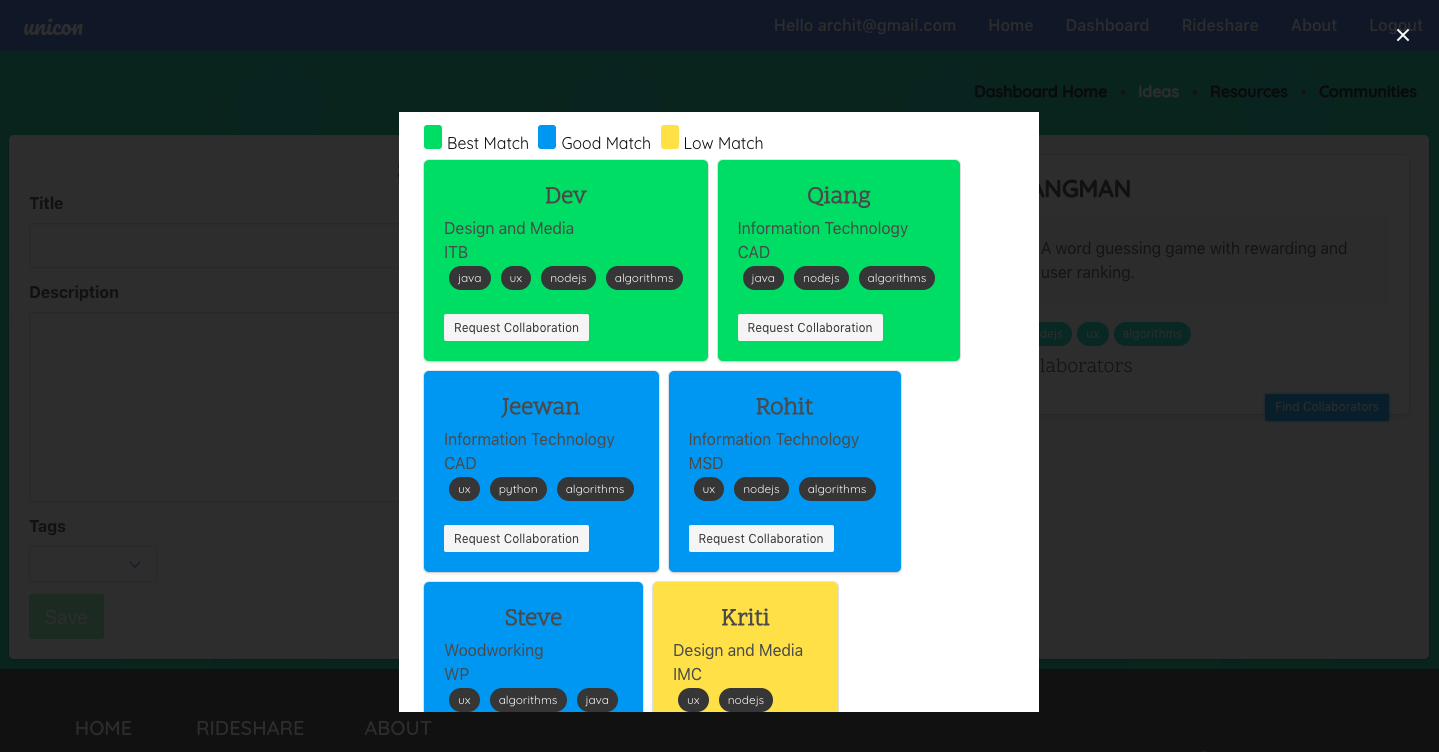 unicon
Hello archit@gmail.com Home Dashboard Rideshare About Logout
×
Dashboard Home • Ideas • Resources • Communities
Title
Description
Tags
Save
Best Match Good Match Low Match
Dev
Design and Media
ITB
java ux nodejs algorithms
Request Collaboration
Qiang
Information Technology
CAD
java nodejs algorithms
Request Collaboration
Jeewan
Information Technology
CAD
ux python algorithms
Request Collaboration
Rohit
Information Technology
MSD
ux nodejs algorithms
Request Collaboration
Steve
Woodworking
WP
ux algorithms java
Kriti
Design and Media
IMC
ux nodejs
ANGMAN
A word guessing game with rewarding and
user ranking.
dejs ux algorithms
laborators
Find Collaborators
HOME RIDESHARE ABOUT